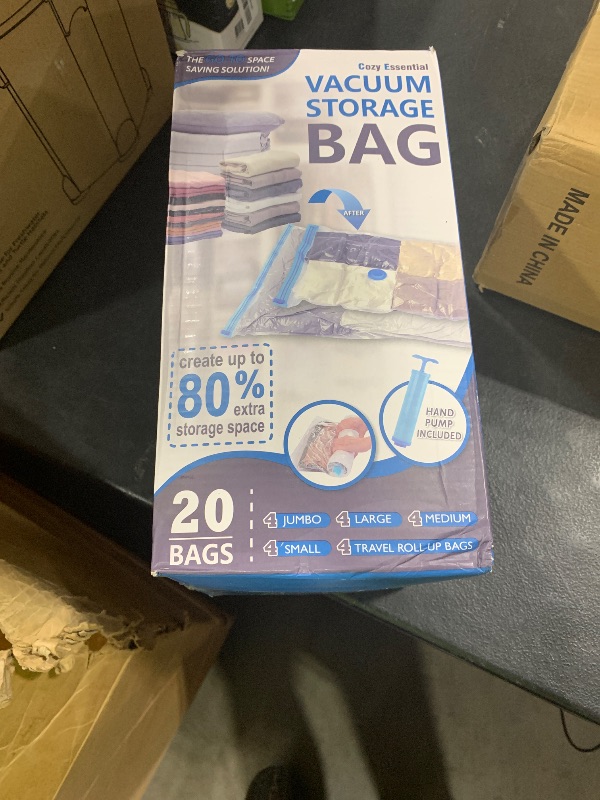 THE SPACE
SAVING SOLUTION!
Cozy Essential
VACUUM
STORAGE
BAG
AFTER
create up to
80%
extra
storage space
HAND
PUMP
INCLUDED
20
BAGS
4 JUMBO 4 LARGE 4 MEDIUM
4 SMALL 4 TRAVEL ROLL-UP BAGS
MADE IN CHINA